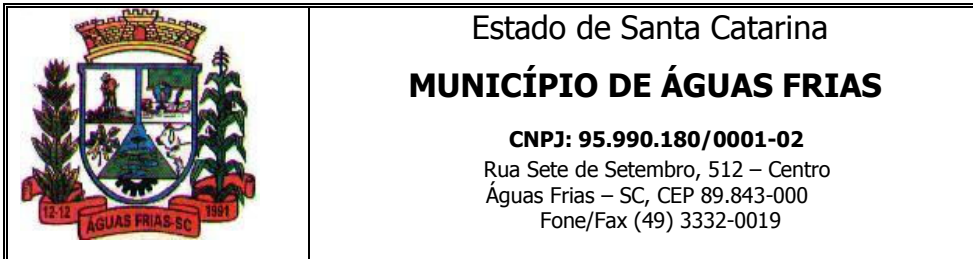 12-12
ÁGUAS FRIAS-SC
1991
Estado de Santa Catarina
MUNICÍPIO DE ÁGUAS FRIAS
CNPJ: 95.990.180/0001-02
Rua Sete de Setembro, 512 – Centro
Águas Frias – SC, CEP 89.843-000
Fone/Fax (49) 3332-0019